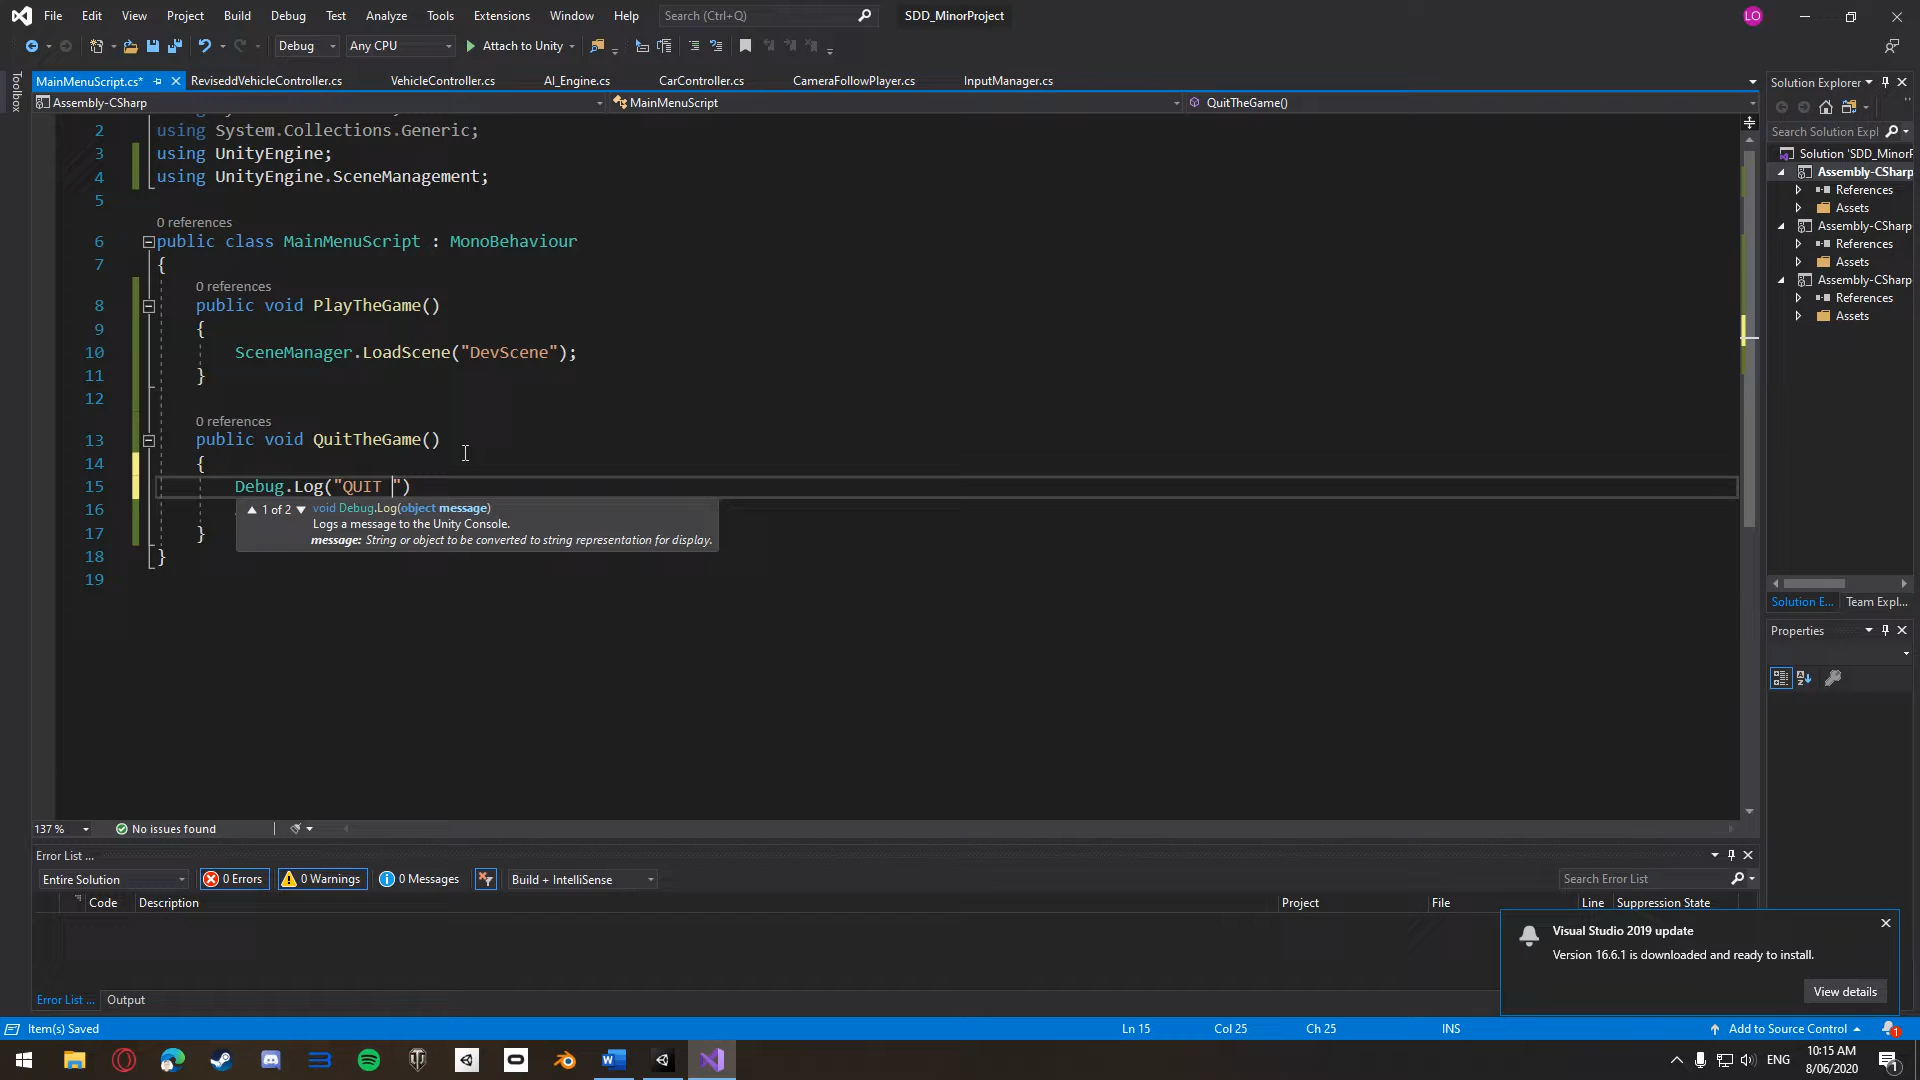 File Edit View Project Build Debug Test Analyze Tools Extensions Window Help Search (Ctrl+Q) SDD_MinorProject LO
Debug Any CPU Attach to Unity
Toolbox
MainMenuScript.cs* ReviseddVehicleController.cs VehicleController.cs AI_Engine.cs CarController.cs CameraFollowPlayer.cs InputManager.cs
Assembly-CSharp MainMenuScript QuitTheGame()
2 using System.Collections.Generic;
3 using UnityEngine;
4 using UnityEngine.SceneManagement;
5
0 references
6 public class MainMenuScript : MonoBehaviour
7 {
0 references
8 public void PlayTheGame()
9 {
10 SceneManager.LoadScene("DevScene");
11 }
12
0 references
13 public void QuitTheGame()
14 {
15 Debug.Log("QUIT ")
16
17 }
18 }
19
1 of 2 void Debug.Log(object message)
Logs a message to the Unity Console.
message: String or object to be converted to string representation for display.
137 % No issues found
Solution Explorer
Search Solution Expl
Solution 'SDD_MinorP
Assembly-CSharp
References
Assets
Assembly-CSharp
References
Assets
Assembly-CSharp
References
Assets
Solution E... Team Expl...
Properties
Error List ...
Entire Solution 0 Errors 0 Warnings 0 Messages Build + IntelliSense Search Error List
Code Description Project File Line Suppression State
Visual Studio 2019 update
Version 16.6.1 is downloaded and ready to install.
View details
Error List ... Output
Item(s) Saved Ln 15 Col 25 Ch 25 INS Add to Source Control 1
ENG 10:15 AM
8/06/2020
1